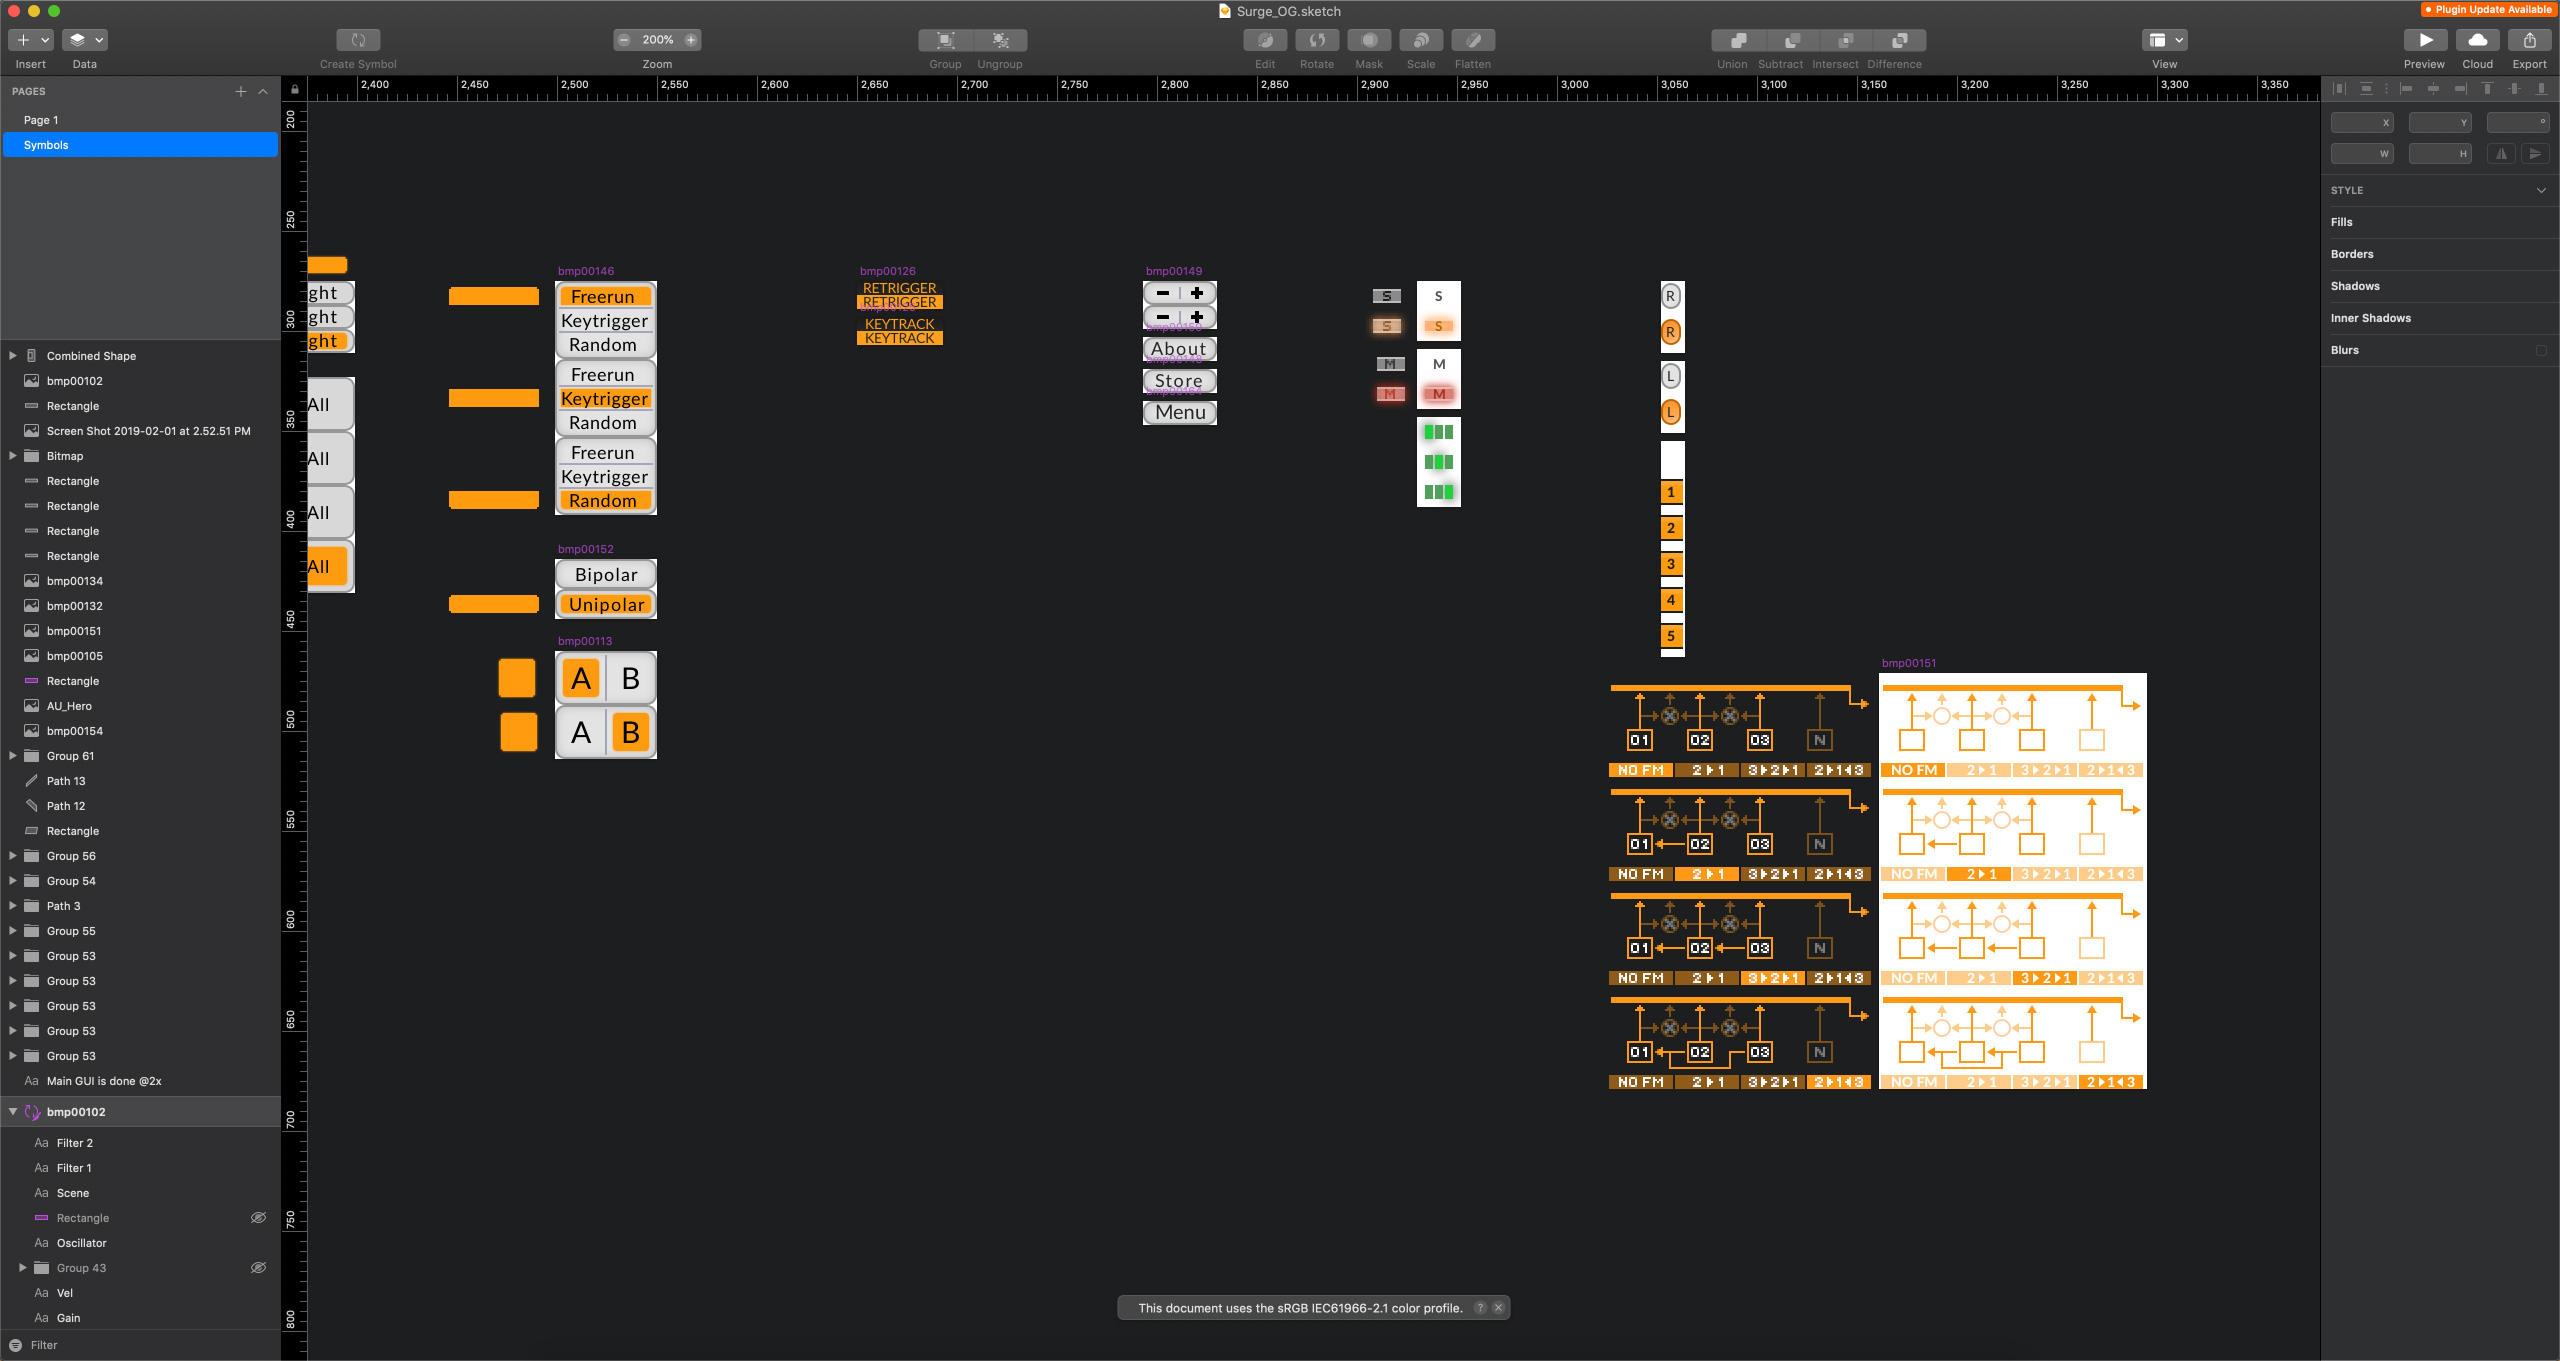 Surge_OG.sketch
Plugin Update Available
200%
Insert
Data
Create Symbol
Zoom
Group
Ungroup
Edit
Rotate
Mask
Scale
Flatten
Union
Subtract
Intersect
Difference
View
Preview
Cloud
Export
PAGES
Page 1
Symbols
Combined Shape
bmp00102
Rectangle
Screen Shot 2019-02-01 at 2.52.51 PM
Bitmap
Rectangle
Rectangle
Rectangle
Rectangle
bmp00134
bmp00132
bmp00151
bmp00105
Rectangle
AU_Hero
bmp00154
Group 61
Path 13
Path 12
Rectangle
Group 56
Group 54
Path 3
Group 55
Group 53
Group 53
Group 53
Group 53
Group 53
Main GUI is done @2x
bmp00102
Filter 2
Filter 1
Scene
Rectangle
Oscillator
Group 43
Vel
Gain
Filter
2,400 2,450 2,500 2,550 2,600 2,650 2,700 2,750 2,800 2,850 2,900 2,950 3,000 3,050 3,100 3,150 3,200 3,250 3,300 3,350
200
250
300
350
400
450
500
550
600
650
700
750
800
ght
ght
ght
All
All
All
All
bmp00146
Freerun
Keytrigger
Random
Freerun
Keytrigger
Random
Freerun
Keytrigger
Random
bmp00152
Bipolar
Unipolar
bmp00113
A B
A B
bmp00126
RETRIGGER
RETRIGGER
KEYTRACK
KEYTRACK
bmp00149
- | +
- | +
About
Store
Menu
S S
S S
M M
M M
R
R
L
L
1
2
3
4
5
01 02 03 N
NO FM 2▶1 3▶2▶1 2▶1◀3
01 02 03 N
NO FM 2▶1 3▶2▶1 2▶1◀3
01 02 03 N
NO FM 2▶1 3▶2▶1 2▶1◀3
01 02 03 N
NO FM 2▶1 3▶2▶1 2▶1◀3
bmp00151
NO FM 2▶1 3▶2▶1 2▶1◀3
NO FM 2▶1 3▶2▶1 2▶1◀3
NO FM 2▶1 3▶2▶1 2▶1◀3
NO FM 2▶1 3▶2▶1 2▶1◀3
This document uses the sRGB IEC61966-2.1 color profile.
X Y °
W H
STYLE
Fills
Borders
Shadows
Inner Shadows
Blurs